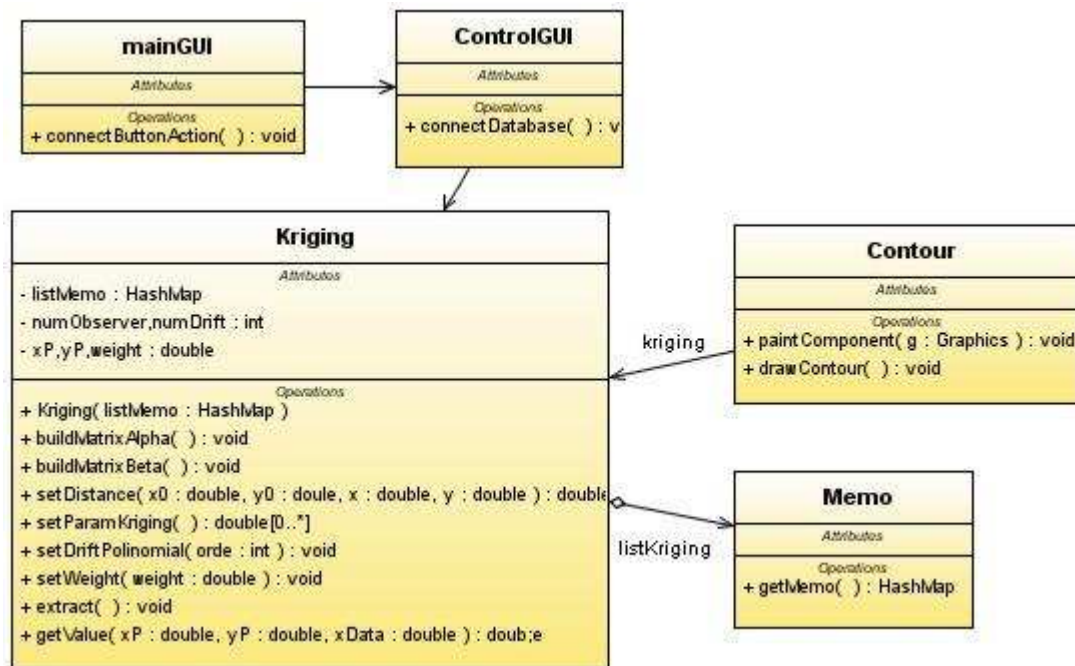 mainGUI
Attributes
Operations
+ connectButtonAction( ) : void
ControlGUI
Attributes
Operations
+ connectDatabase( ) : v
Kriging
Attributes
- listMemo : HashMap
- numObserver,numDrift : int
- xP,yP,weight : double
Operations
+ Kriging( listMemo : HashMap )
+ buildMatrixAlpha( ) : void
+ buildMatrixBeta( ) : void
+ setDistance( x0 : double, y0 : doule, x : double, y : double ) : double
+ setParamKriging( ) : double[0..*]
+ setDriftPolinomial( orde : int ) : void
+ setWeight( weight : double ) : void
+ extract( ) : void
+ getValue( xP : double, yP : double, xData : double ) : doub;e
kriging
Contour
Attributes
Operations
+ paintComponent( g : Graphics ) : void
+ drawContour( ) : void
listKriging
Memo
Attributes
Operations
+ getMemo( ) : HashMap